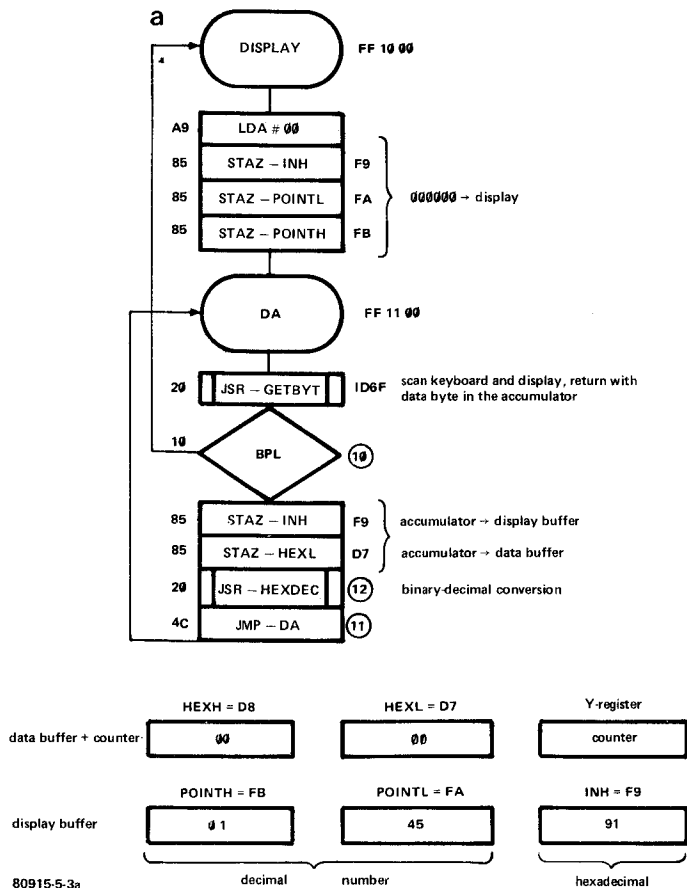 a
DISPLAY FF 10 00
A9 LDA # 00
85 STAZ – INH F9
85 STAZ – POINTL FA 000000 → display
85 STAZ – POINTH FB
DA FF 11 00
20 JSR – GETBYT ID6F scan keyboard and display, return with
data byte in the accumulator
10 BPL 10
85 STAZ – INH F9 accumulator → display buffer
85 STAZ – HEXL D7 accumulator → data buffer
20 JSR – HEXDEC 12 binary-decimal conversion
4C JMP – DA 11
HEXH = D8 HEXL = D7 Y-register
data buffer + counter 00 00 counter
POINTH = FB POINTL = FA INH = F9
display buffer 01 45 91
decimal number hexadecimal
80915-5-3a